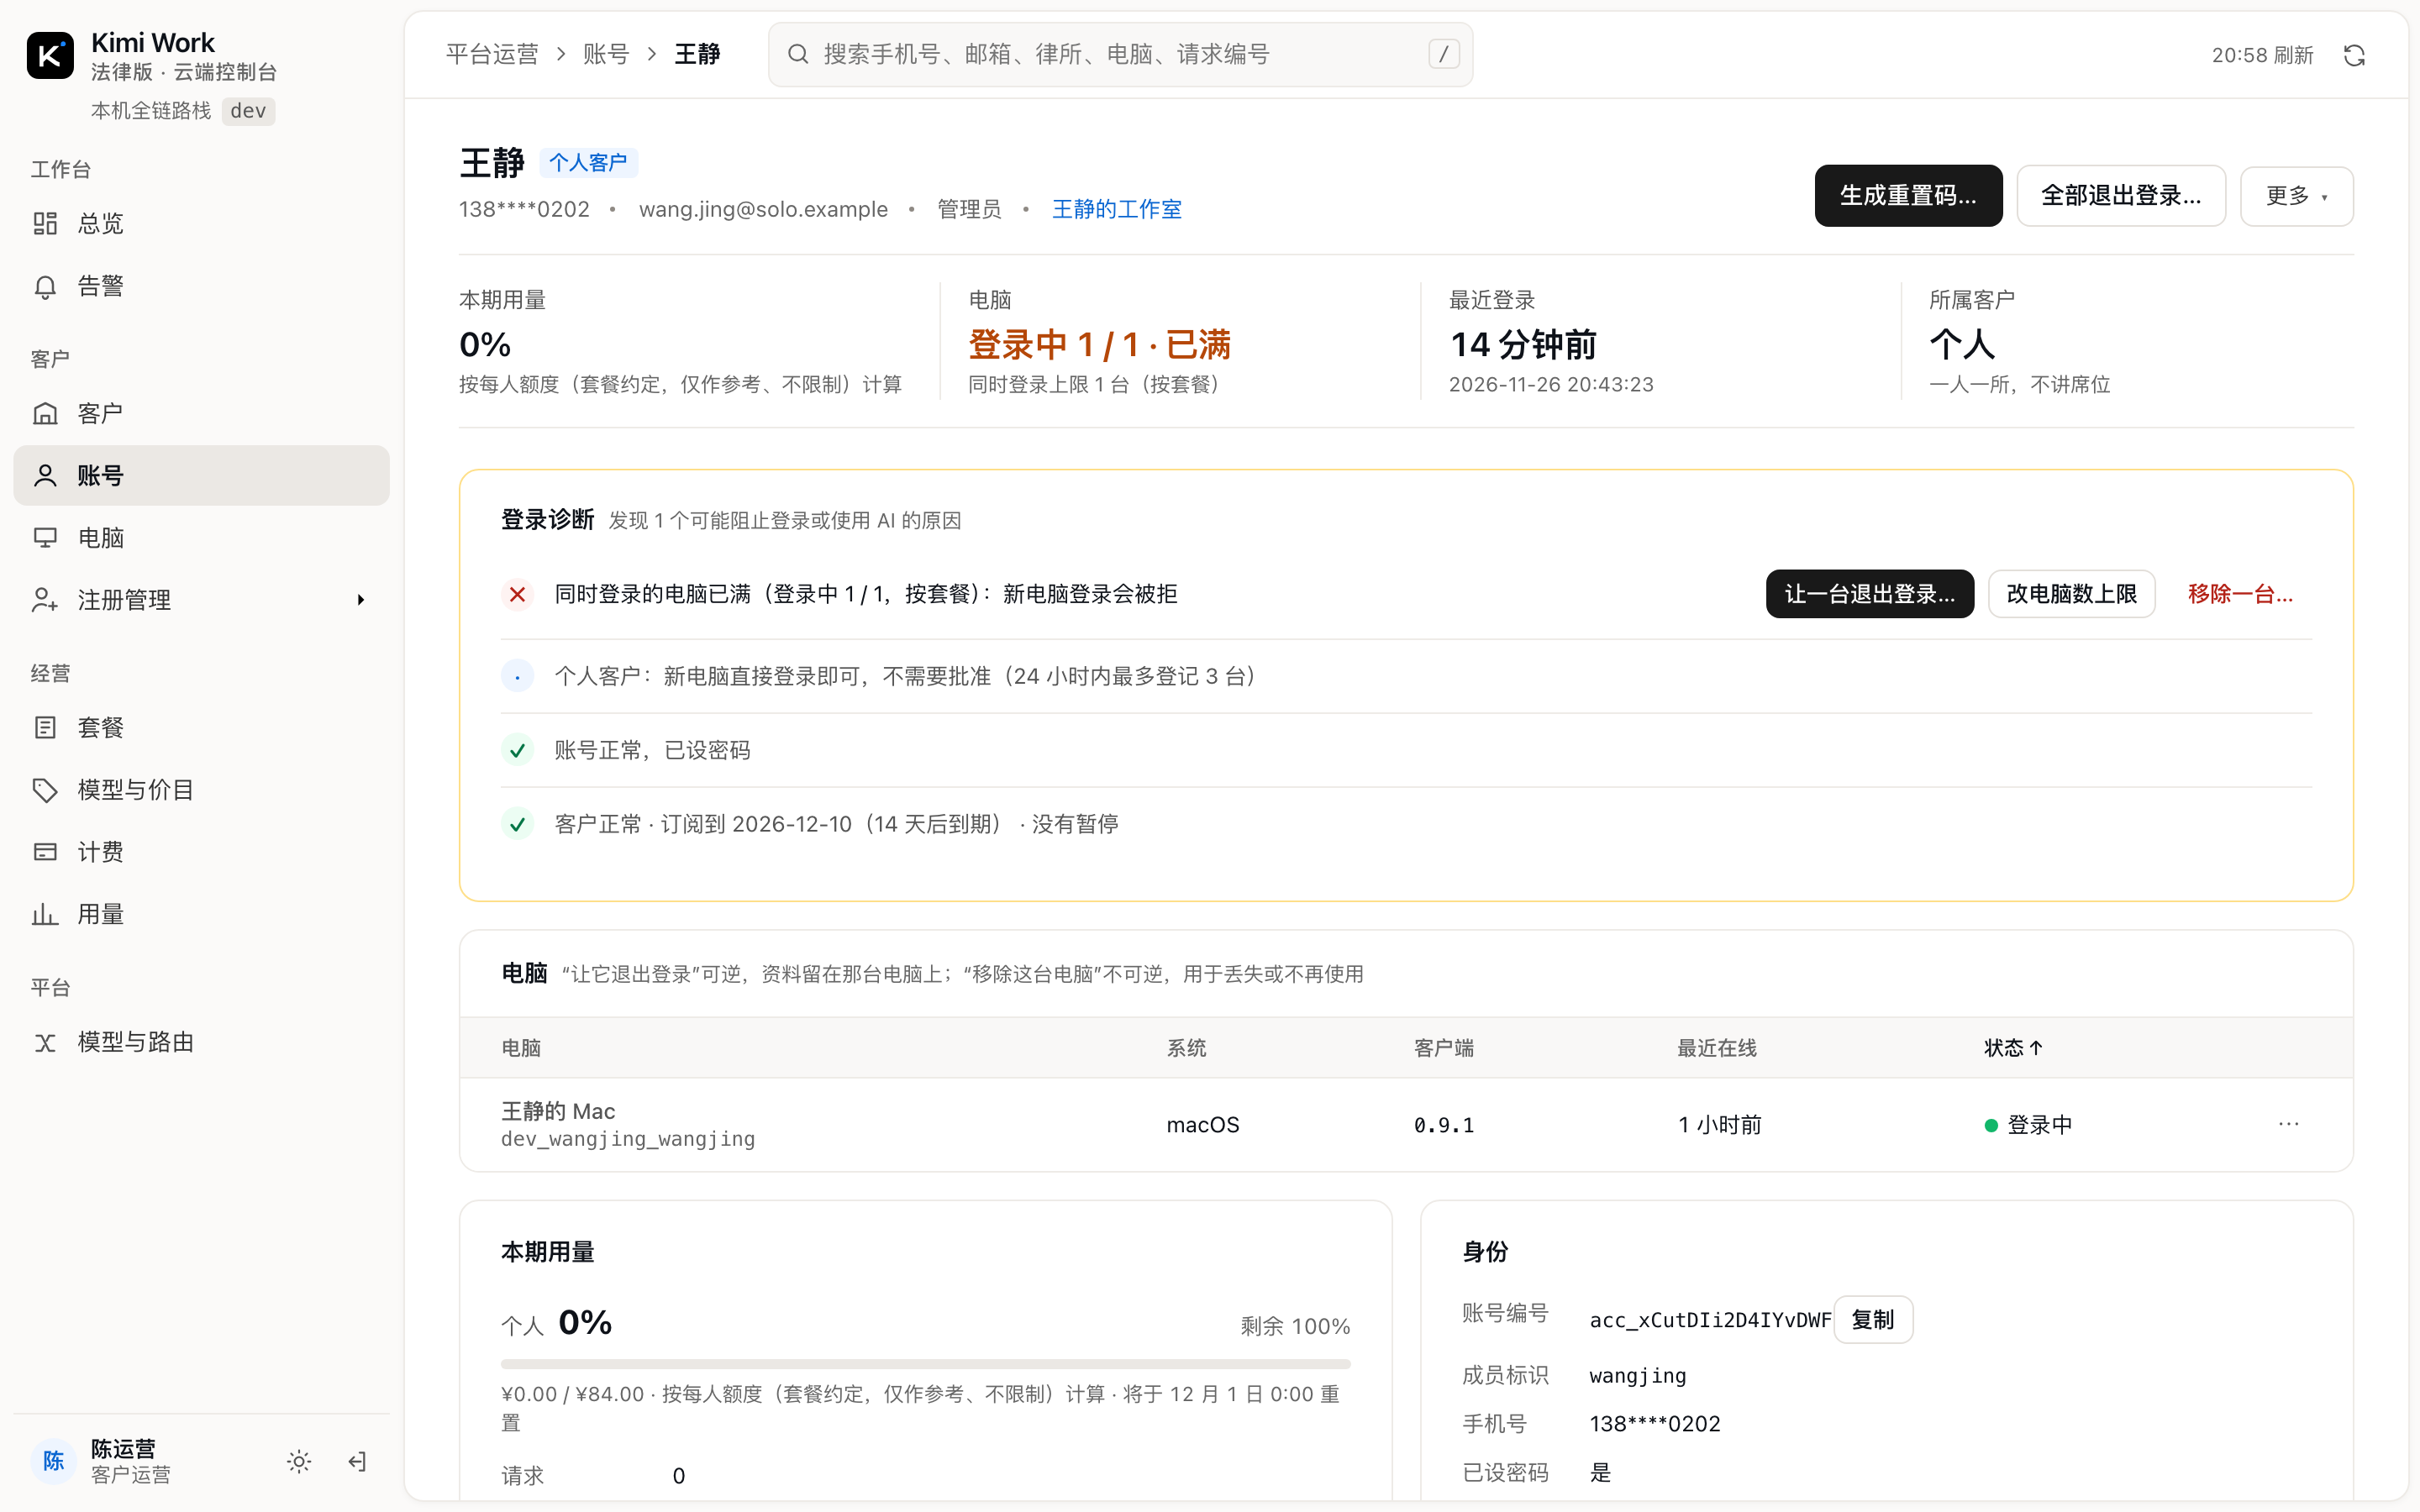 Kimi Work
法律版 · 云端控制台
本机全链路栈 dev
工作台
总览
告警
客户
客户
账号
电脑
注册管理
经营
套餐
模型与价目
计费
用量
平台
模型与路由
陈 陈运营
客户运营
平台运营 > 账号 > 王静
搜索手机号、邮箱、律所、电脑、请求编号 /
20:58 刷新
王静 个人客户
138****0202 • wang.jing@solo.example • 管理员 • 王静的工作室
生成重置码... 全部退出登录... 更多
本期用量
0%
按每人额度（套餐约定，仅作参考、不限制）计算
电脑
登录中 1 / 1 · 已满
同时登录上限 1 台（按套餐）
最近登录
14 分钟前
2026-11-26 20:43:23
所属客户
个人
一人一所，不讲席位
登录诊断 发现 1 个可能阻止登录或使用 AI 的原因
同时登录的电脑已满（登录中 1 / 1，按套餐）：新电脑登录会被拒 让一台退出登录... 改电脑数上限 移除一台...
个人客户：新电脑直接登录即可，不需要批准（24 小时内最多登记 3 台）
账号正常，已设密码
客户正常 · 订阅到 2026-12-10（14 天后到期） · 没有暂停
电脑 “让它退出登录”可逆，资料留在那台电脑上；“移除这台电脑”不可逆，用于丢失或不再使用
电脑 系统 客户端 最近在线 状态 ↑
王静的 Mac
dev_wangjing_wangjing
macOS 0.9.1 1 小时前 登录中 ...
本期用量
个人 0% 剩余 100%
¥0.00 / ¥84.00 · 按每人额度（套餐约定，仅作参考、不限制）计算 · 将于 12 月 1 日 0:00 重
置
请求 0
身份
账号编号 acc_xCutDIi2D4IYvDWF 复制
成员标识 wangjing
手机号 138****0202
已设密码 是